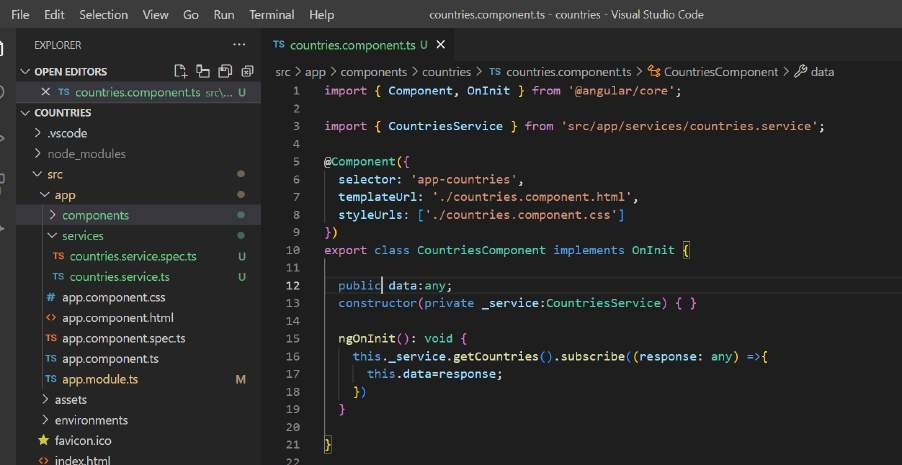 File Edit Selection View Go Run Terminal Help countries.component.ts - countries - Visual Studio Code
EXPLORER ...
OPEN EDITORS
TS countries.component.ts src\... U
COUNTRIES
.vscode
node_modules
src
app
components
services
TS countries.service.spec.ts U
TS countries.service.ts U
# app.component.css
<> app.component.html
TS app.component.spec.ts
TS app.component.ts
TS app.module.ts M
assets
environments
favicon.ico
<> index.html
TS countries.component.ts U
src > app > components > countries > TS countries.component.ts > CountriesComponent > data
1 import { Component, OnInit } from '@angular/core';
2
3 import { CountriesService } from 'src/app/services/countries.service';
4
5 @Component({
6 selector: 'app-countries',
7 templateUrl: './countries.component.html',
8 styleUrls: ['./countries.component.css']
9 })
10 export class CountriesComponent implements OnInit {
11
12 public data:any;
13 constructor(private _service:CountriesService) { }
14
15 ngOnInit(): void {
16 this._service.getCountries().subscribe((response: any) =>{
17 this.data=response;
18 })
19 }
20
21 }
22